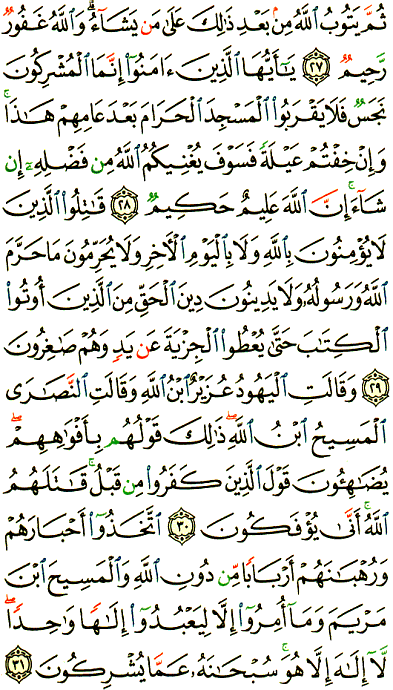 ثُمَّ يَتُوبُ ٱللَّهُ مِنۢ بَعْدِ ذَٰلِكَ عَلَىٰ مَن يَشَآءُ ۗ وَٱللَّهُ غَفُورٌ
رَّحِيمٌ ٢٧ يَـٰٓأَيُّهَا ٱلَّذِينَ ءَامَنُوٓا۟ إِنَّمَا ٱلْمُشْرِكُونَ
نَجَسٌ فَلَا يَقْرَبُوا۟ ٱلْمَسْجِدَ ٱلْحَرَامَ بَعْدَ عَامِهِمْ هَـٰذَا ۚ
وَإِنْ خِفْتُمْ عَيْلَةً فَسَوْفَ يُغْنِيكُمُ ٱللَّهُ مِن فَضْلِهِۦٓ إِن
شَآءَ ۚ إِنَّ ٱللَّهَ عَلِيمٌ حَكِيمٌ ٢٨ قَـٰتِلُوا۟ ٱلَّذِينَ
لَا يُؤْمِنُونَ بِٱللَّهِ وَلَا بِٱلْيَوْمِ ٱلْـَٔاخِرِ وَلَا يُحَرِّمُونَ مَا حَرَّمَ
ٱللَّهُ وَرَسُولُهُۥ وَلَا يَدِينُونَ دِينَ ٱلْحَقِّ مِنَ ٱلَّذِينَ أُوتُوا۟
ٱلْكِتَـٰبَ حَتَّىٰ يُعْطُوا۟ ٱلْجِزْيَةَ عَن يَدٍ وَهُمْ صَـٰغِرُونَ
٢٩ وَقَالَتِ ٱلْيَهُودُ عُزَيْرٌ ٱبْنُ ٱللَّهِ وَقَالَتِ ٱلنَّصَـٰرَى
ٱلْمَسِيحُ ٱبْنُ ٱللَّهِ ۖ ذَٰلِكَ قَوْلُهُم بِأَفْوَٰهِهِمْ ۖ
يُضَـٰهِـُٔونَ قَوْلَ ٱلَّذِينَ كَفَرُوا۟ مِن قَبْلُ ۚ قَـٰتَلَهُمُ
ٱللَّهُ ۚ أَنَّىٰ يُؤْفَكُونَ ٣٠ ٱتَّخَذُوٓا۟ أَحْبَارَهُمْ
وَرُهْبَـٰنَهُمْ أَرْبَابًا مِّن دُونِ ٱللَّهِ وَٱلْمَسِيحَ ٱبْنَ
مَرْيَمَ وَمَآ أُمِرُوٓا۟ إِلَّا لِيَعْبُدُوٓا۟ إِلَـٰهًا وَٰحِدًا ۖ
لَّآ إِلَـٰهَ إِلَّا هُوَ ۚ سُبْحَـٰنَهُۥ عَمَّا يُشْرِكُونَ ٣١